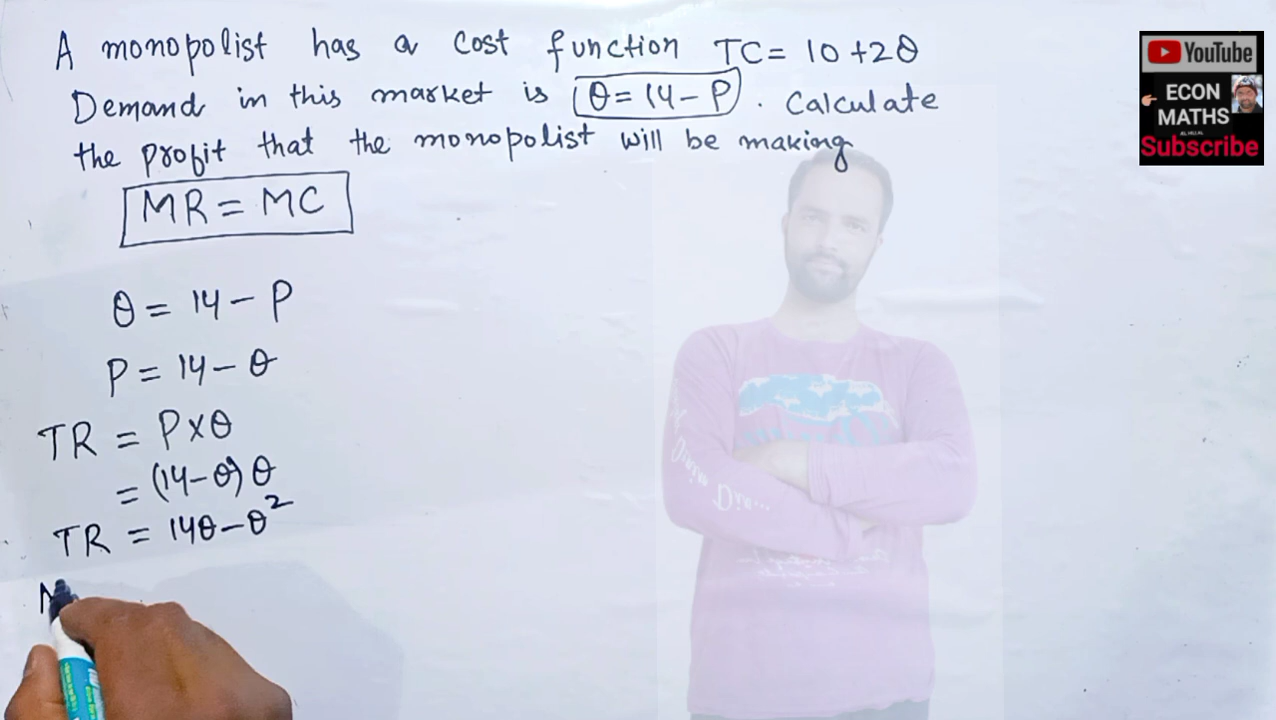 A monopolist has a cost function TC = 10 + 2Q
Demand in this market is Q = 14 - P. Calculate
the profit that the monopolist will be making
MR = MC
Q = 14 - P
P = 14 - Q
TR = P×Q
= (14-Q) Q
TR = 14Q - Q²
YouTube
ECON
MATHS
Subscribe